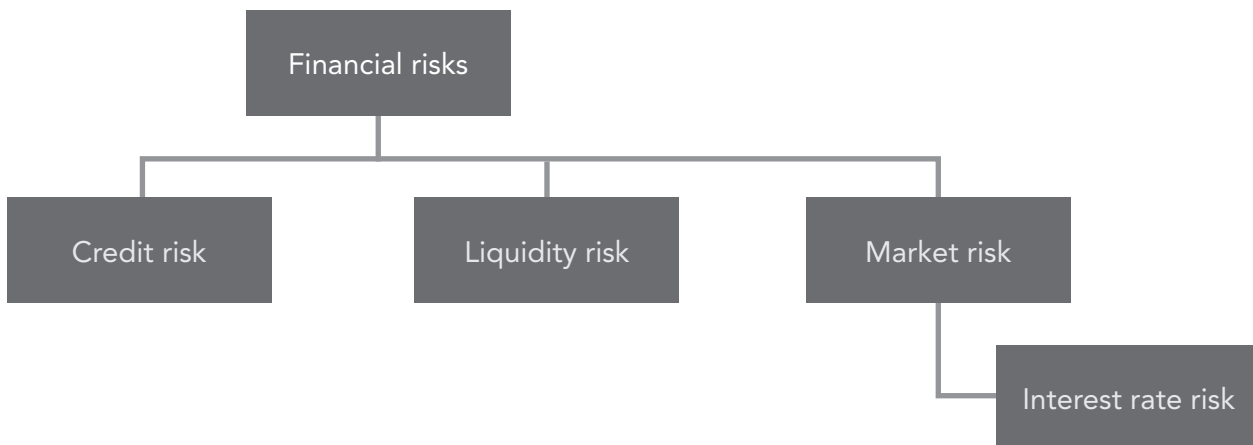 Financial risks
Credit risk
Liquidity risk
Market risk
Interest rate risk